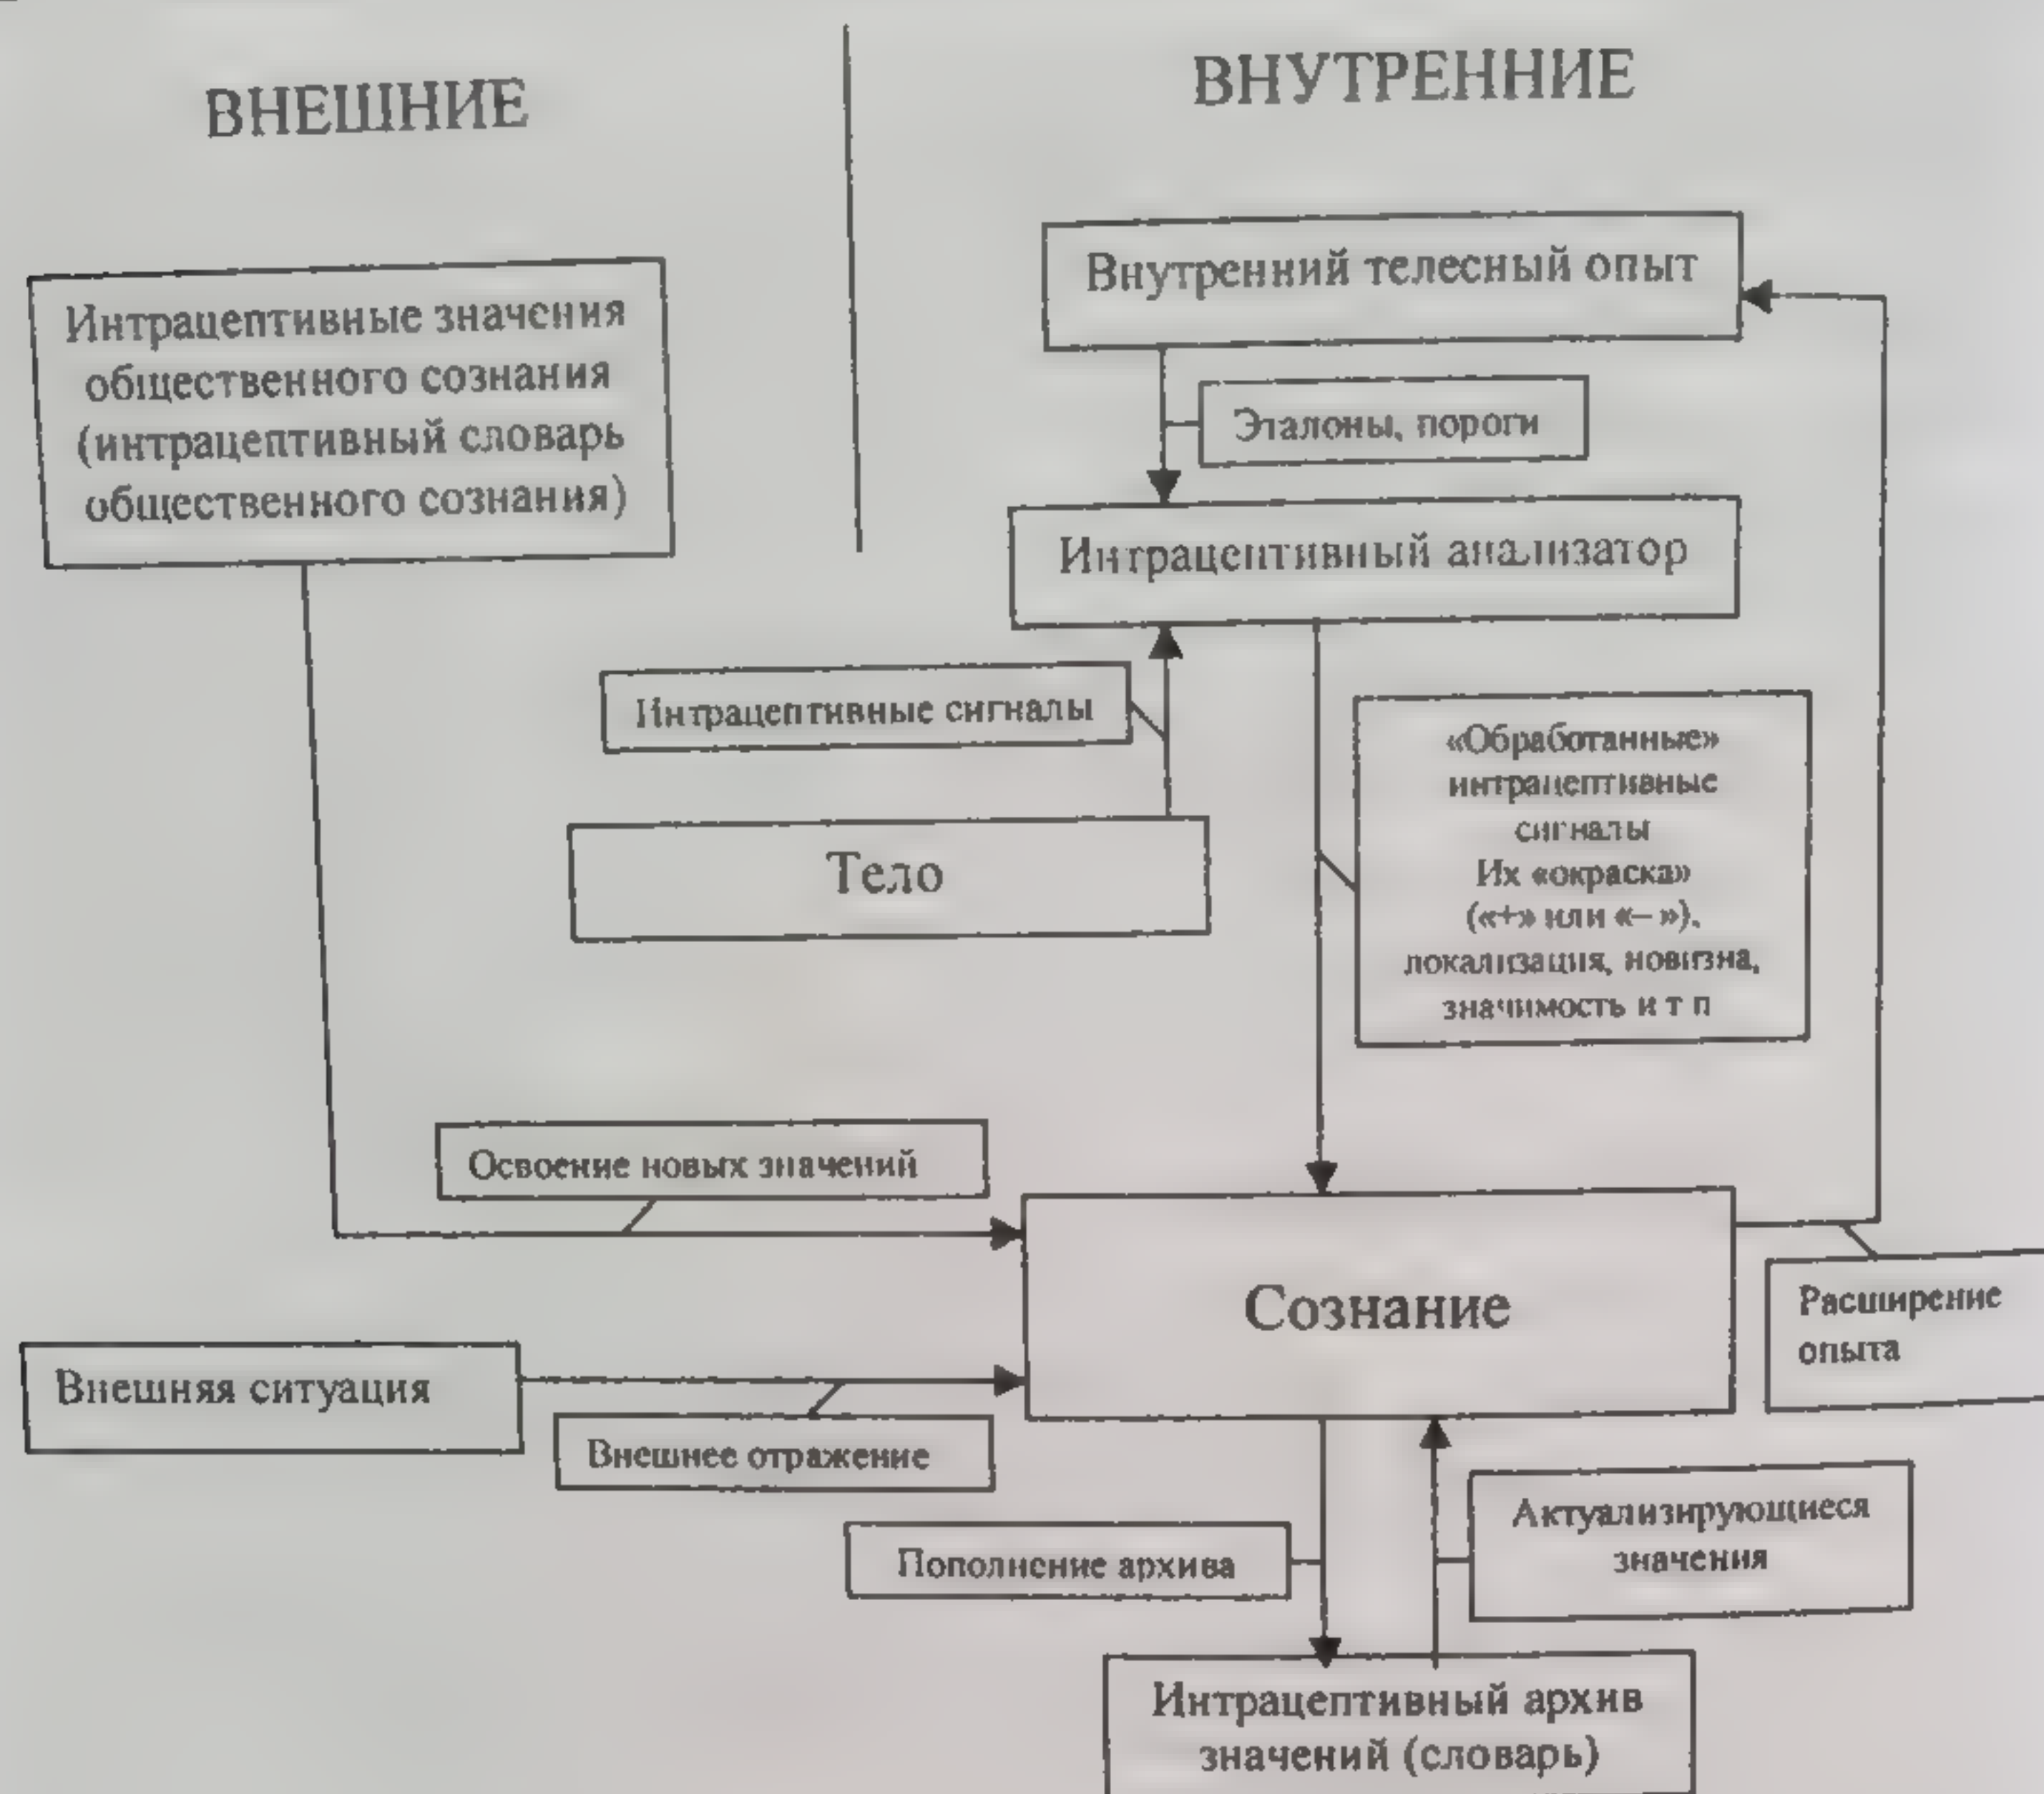 ВНЕШНИЕ
ВНУТРЕННИЕ
Интрацептивные значения
общественного сознания
(интрацептивный словарь
общественного сознания)
Внутренний телесный опыт
Эталоны, пороги
Интрацептивный анализатор
Интрацептивные сигналы
Тело
«Обработанные»
интрацептивные
сигналы
Их «окраска»
(«+» или «– »),
локализация, новизна,
значимость и т п
Освоение новых значений
Сознание
Расширение
опыта
Внешняя ситуация
Внешнее отражение
Пополнение архива
Актуализирующиеся
значения
Интрацептивный архив
значений (словарь)